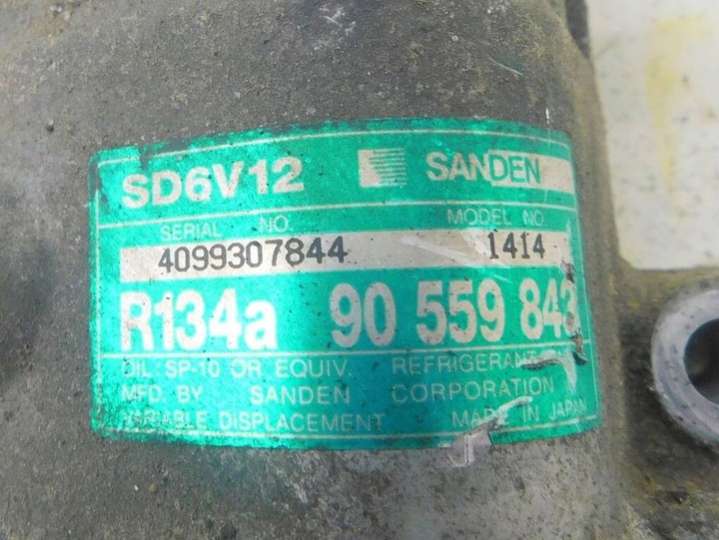 SD6V12 SANDEN
SERIAL NO. MODEL NO.
4099307844 1414
R134a 90 559 843
OIL: SP-10 OR EQUIV. REFRIGERANT
MFD. BY SANDEN CORPORATION
VARIABLE DISPLACEMENT MADE IN JAPAN